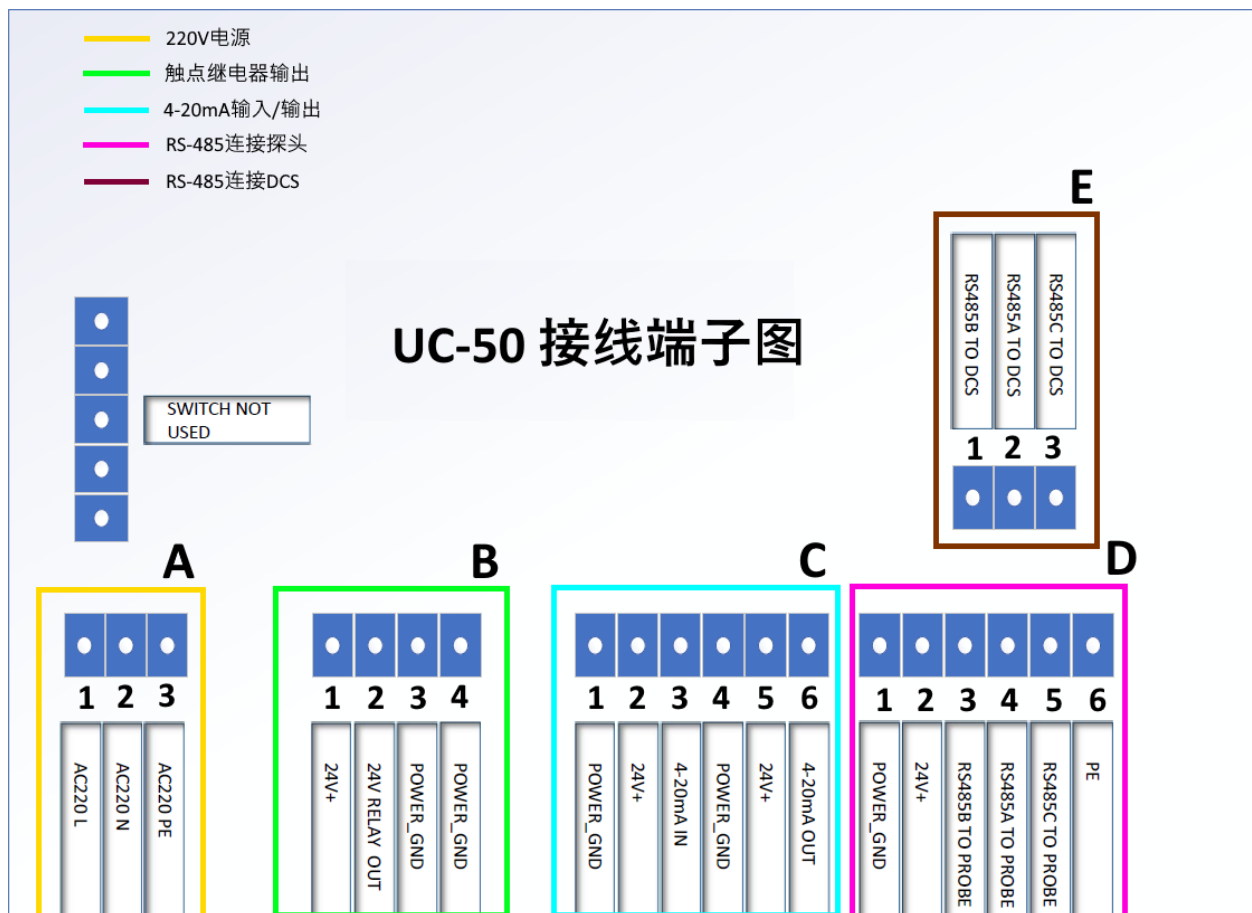 220V电源
触点继电器输出
4-20mA输入/输出
RS-485连接探头
RS-485连接DCS
E
RS485B TO DCS
RS485A TO DCS
RS485C TO DCS
1 2 3
UC-50 接线端子图
SWITCH NOT
USED
A
1 2 3
AC220 L
AC220 N
AC220 PE
B
1 2 3 4
24V+
24V RELAY OUT
POWER_GND
POWER_GND
C
1 2 3 4 5 6
POWER_GND
24V+
4-20mA IN
POWER_GND
24V+
4-20mA OUT
D
1 2 3 4 5 6
POWER_GND
24V+
RS485B TO PROBE
RS485A TO PROBE
RS485C TO PROBE
PE